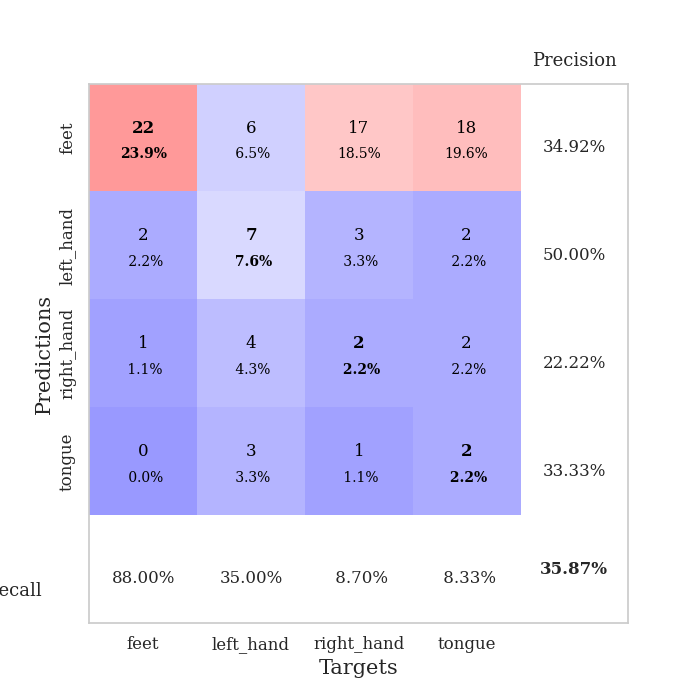 Precision
feet
22 6 17 18
23.9% 6.5% 18.5% 19.6% 34.92%
left_hand
2 7 3 2
2.2% 7.6% 3.3% 2.2% 50.00%
right_hand
1 4 2 2
1.1% 4.3% 2.2% 2.2% 22.22%
tongue
0 3 1 2
0.0% 3.3% 1.1% 2.2% 33.33%
Predictions
ecall 88.00% 35.00% 8.70% 8.33% 35.87%
feet left_hand right_hand tongue
Targets